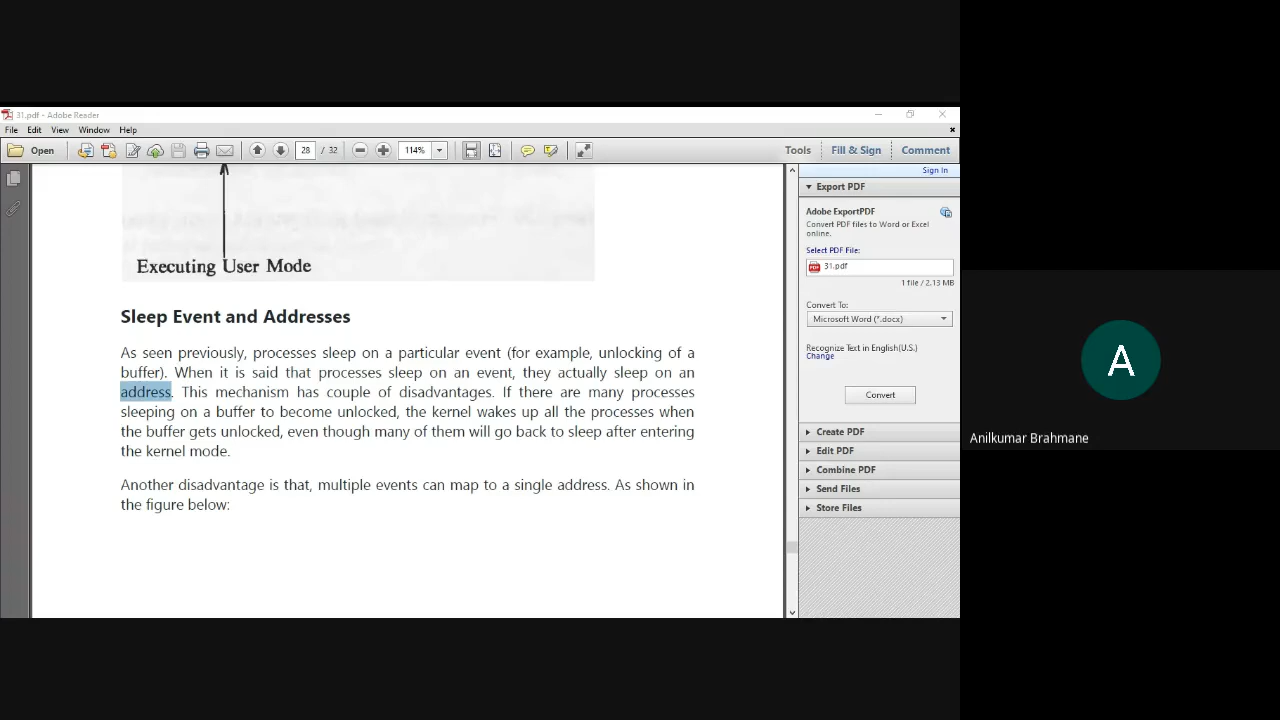 31.pdf - Adobe Reader
File Edit View Window Help
Open 28 / 32 114% Tools Fill & Sign Comment
Sign In
Export PDF
Adobe ExportPDF
Convert PDF files to Word or Excel
online.
Select PDF File:
31.pdf
1 file / 2.13 MB
Convert To:
Microsoft Word (*.docx)
Recognize Text in English(U.S.)
Change
Convert
Create PDF
Edit PDF
Combine PDF
Send Files
Store Files
Executing User Mode
Sleep Event and Addresses
As seen previously, processes sleep on a particular event (for example, unlocking of a
buffer). When it is said that processes sleep on an event, they actually sleep on an
address. This mechanism has couple of disadvantages. If there are many processes
sleeping on a buffer to become unlocked, the kernel wakes up all the processes when
the buffer gets unlocked, even though many of them will go back to sleep after entering
the kernel mode.
Another disadvantage is that, multiple events can map to a single address. As shown in
the figure below:
A
Anilkumar Brahmane